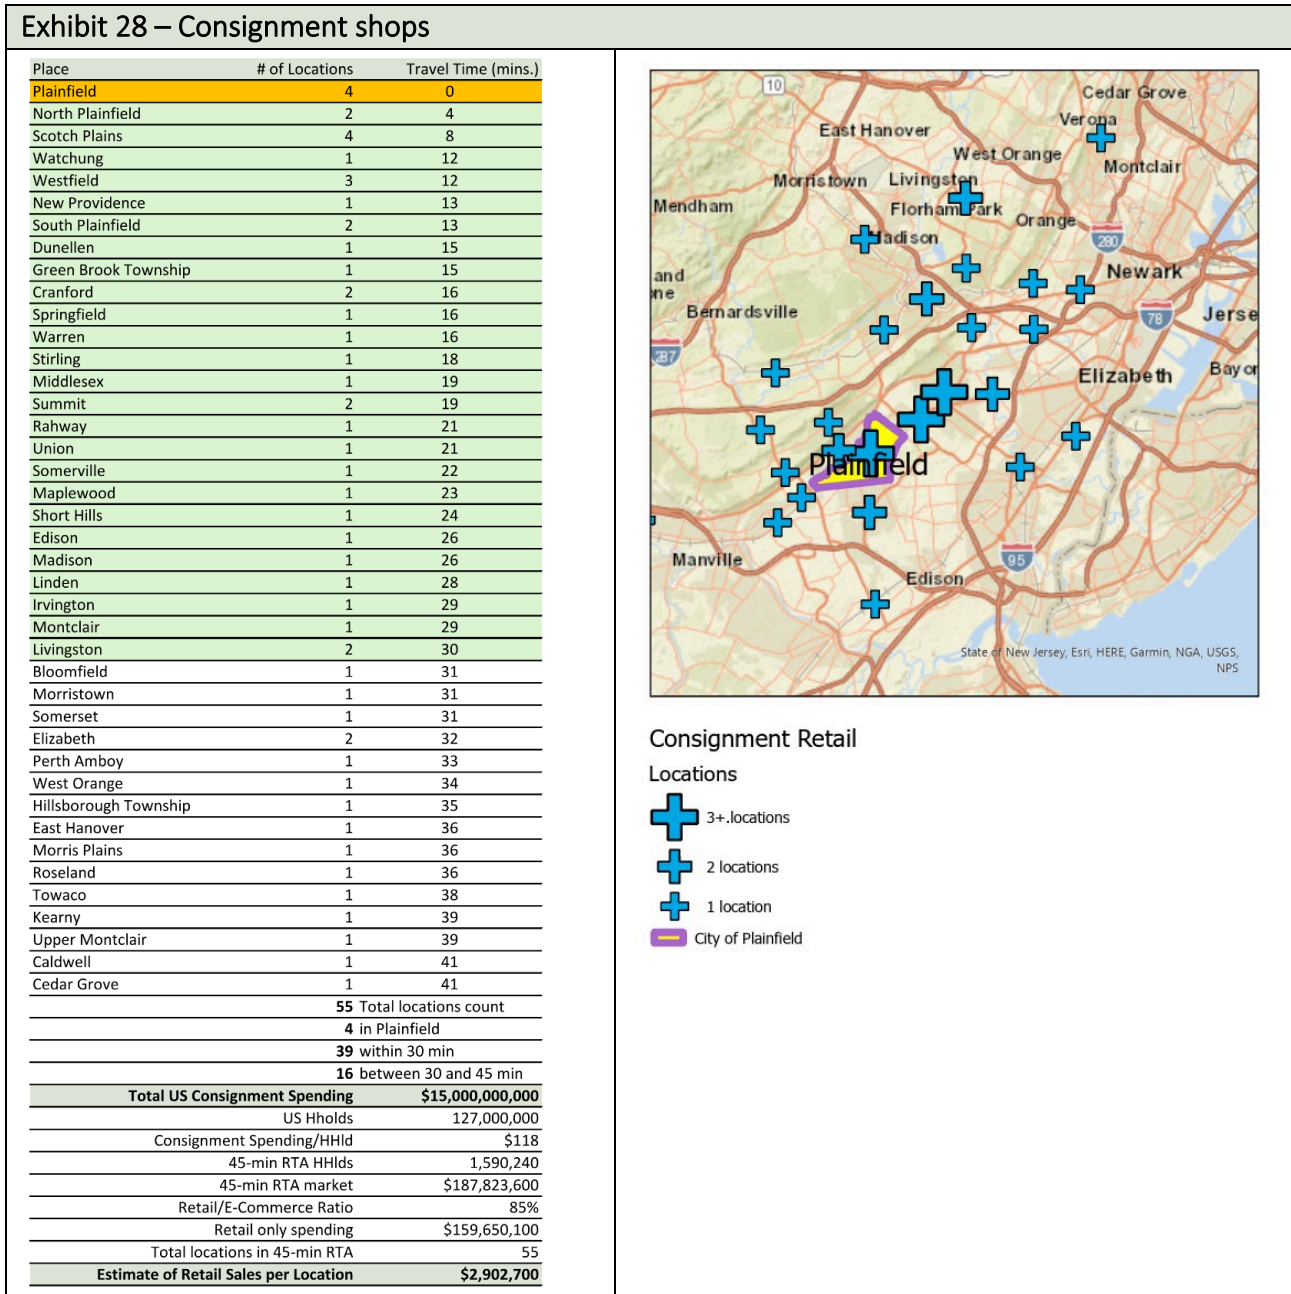 Exhibit 28 – Consignment shops
Place # of Locations Travel Time (mins.)
Plainfield 4 0
North Plainfield 2 4
Scotch Plains 4 8
Watchung 1 12
Westfield 3 12
New Providence 1 13
South Plainfield 2 13
Dunellen 1 15
Green Brook Township 1 15
Cranford 2 16
Springfield 1 16
Warren 1 16
Stirling 1 18
Middlesex 1 19
Summit 2 19
Rahway 1 21
Union 1 21
Somerville 1 22
Maplewood 1 23
Short Hills 1 24
Edison 1 26
Madison 1 26
Linden 1 28
Irvington 1 29
Montclair 1 29
Livingston 2 30
Bloomfield 1 31
Morristown 1 31
Somerset 1 31
Elizabeth 2 32
Perth Amboy 1 33
West Orange 1 34
Hillsborough Township 1 35
East Hanover 1 36
Morris Plains 1 36
Roseland 1 36
Towaco 1 38
Kearny 1 39
Upper Montclair 1 39
Caldwell 1 41
Cedar Grove 1 41
55 Total locations count
4 in Plainfield
39 within 30 min
16 between 30 and 45 min
Total US Consignment Spending $15,000,000,000
US Hholds 127,000,000
Consignment Spending/HHld $118
45-min RTA HHlds 1,590,240
45-min RTA market $187,823,600
Retail/E-Commerce Ratio 85%
Retail only spending $159,650,100
Total locations in 45-min RTA 55
Estimate of Retail Sales per Location $2,902,700
10
Cedar Grove
Verona
East Hanover
West Orange
Montclair
Morristown
Livingston
Mendham
Florham Park
Orange
Madison
280
and
ne
Newark
Bernardsville
78
Jerse
287
Elizabeth
Bayor
Plainfield
Manville
95
Edison
State of New Jersey, Esri, HERE, Garmin, NGA, USGS,
NPS
Consignment Retail
Locations
3+.locations
2 locations
1 location
City of Plainfield